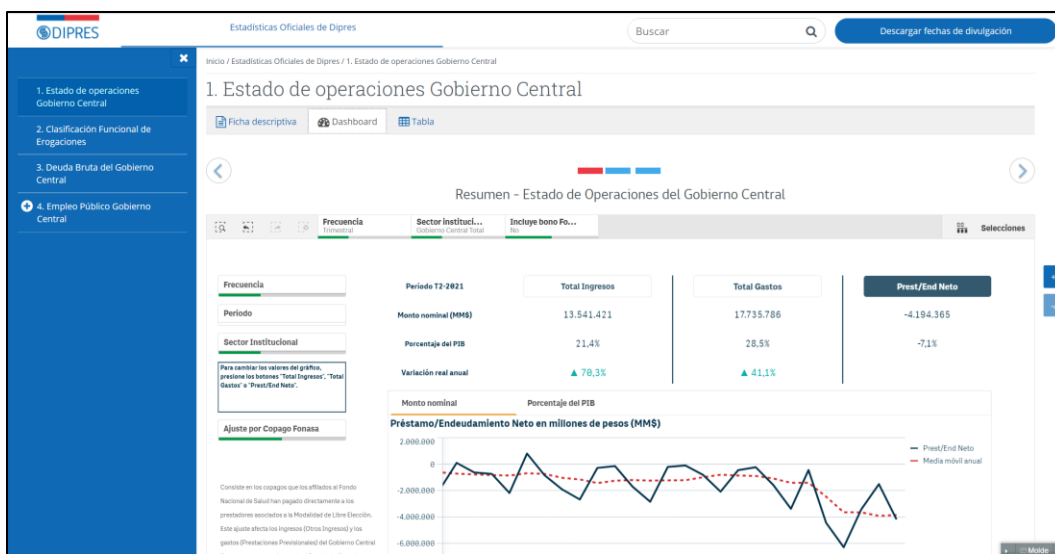 DIPRES
Estadísticas Oficiales de Dipres
Buscar
Descargar fechas de divulgación
1. Estado de operaciones
Gobierno Central
2. Clasificación Funcional de
Erogaciones
3. Deuda Bruta del Gobierno
Central
4. Empleo Público Gobierno
Central
Inicio / Estadísticas Oficiales de Dipres / 1. Estado de operaciones Gobierno Central
1. Estado de operaciones Gobierno Central
Ficha descriptiva
Dashboard
Tabla
Resumen - Estado de Operaciones del Gobierno Central
Frecuencia
Trimestral
Sector instituci...
Gobierno Central Total
Incluye bono Fo...
No
Selecciones
Frecuencia
Periodo
Sector Institucional
Para cambiar los valores del gráfico,
presione los botones "Total Ingresos", "Total
Gastos" o "Prest/End Neto".
Ajuste por Copago Fonasa
Consiste en los copagos que los afiliados al Fondo
Nacional de Salud han pagado directamente a los
prestadores asociados a la Modalidad de Libre Elección.
Este ajuste afecta los ingresos (Otros Ingresos) y los
gastos (Prestaciones Previsionales) del Gobierno Central
Periodo T2-2021
Total Ingresos
Total Gastos
Prest/End Neto
Monto nominal (MM$)
13.541.421
17.735.786
-4.194.365
Porcentaje del PIB
21,4%
28,5%
-7,1%
Variación real anual
▲ 70,3%
▲ 41,1%
Monto nominal
Porcentaje del PIB
Préstamo/Endeudamiento Neto en millones de pesos (MM$)
2.000.000
0
-2.000.000
-4.000.000
-6.000.000
Prest/End Neto
Media móvil anual
Molde